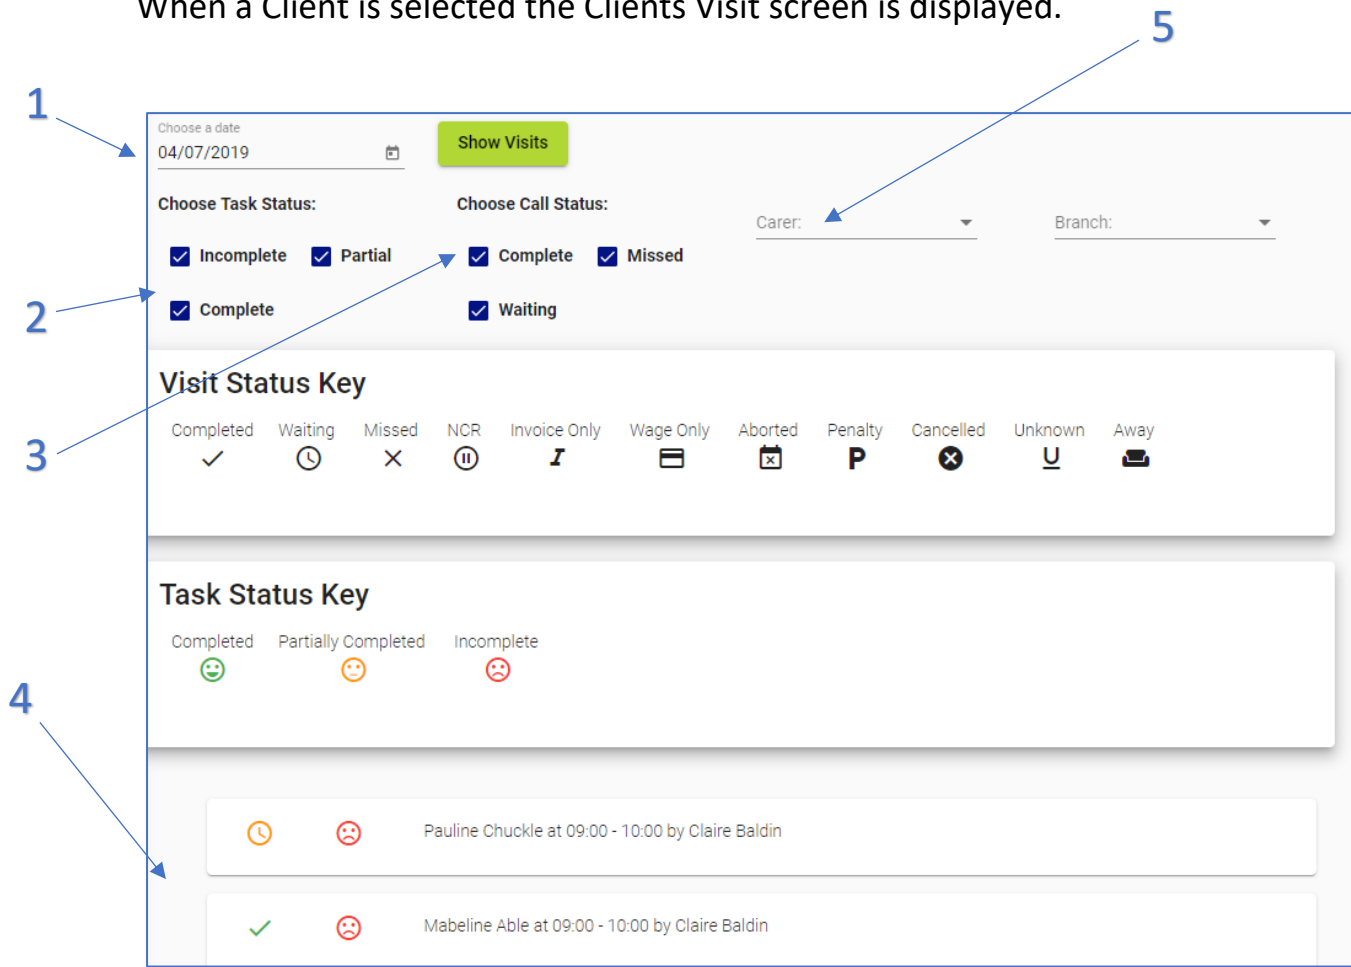 When a Client is selected the Clients Visit screen is displayed.
5
1
Choose a date
04/07/2019
Show Visits
Choose Task Status:
Choose Call Status:
Carer:
Branch:
Incomplete Partial
Complete Missed
2
Complete
Waiting
Visit Status Key
Completed Waiting Missed NCR Invoice Only Wage Only Aborted Penalty Cancelled Unknown Away
I P U
3
Task Status Key
Completed Partially Completed Incomplete
4
Pauline Chuckle at 09:00 - 10:00 by Claire Baldin
Mabeline Able at 09:00 - 10:00 by Claire Baldin